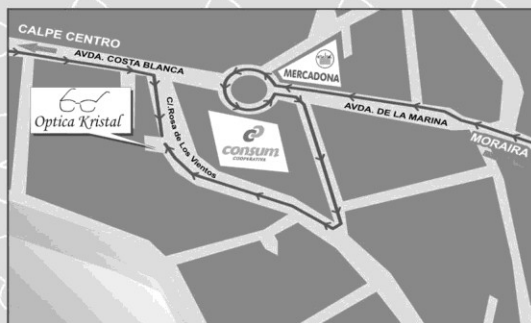 CALPE CENTRO
AVDA. COSTA BLANCA
MERCADONA
Optica Kristal
C/.Rosa de Los Vientos
consum
COOPERATIVA
AVDA. DE LA MARINA
MORAIRA